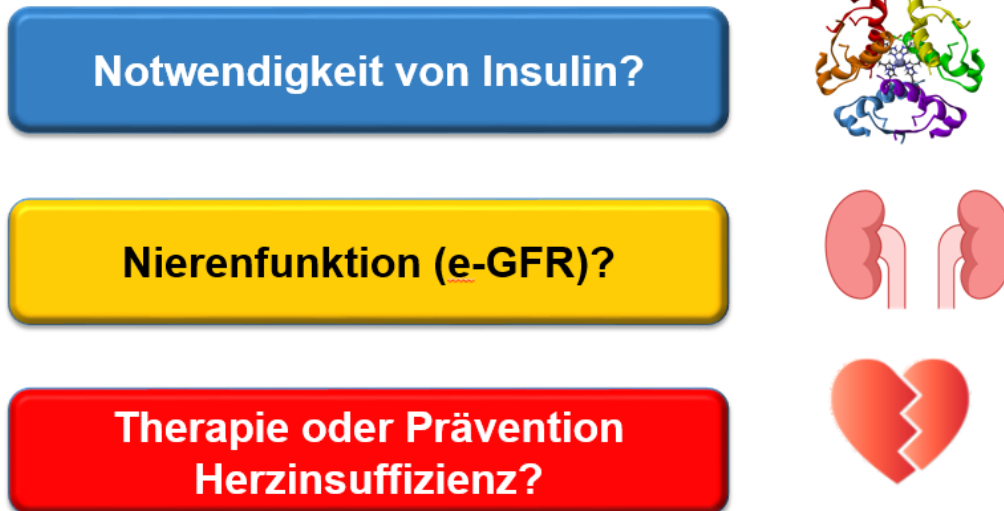 Notwendigkeit von Insulin?
Nierenfunktion (e-GFR)?
Therapie oder Prävention
Herzinsuffizienz?